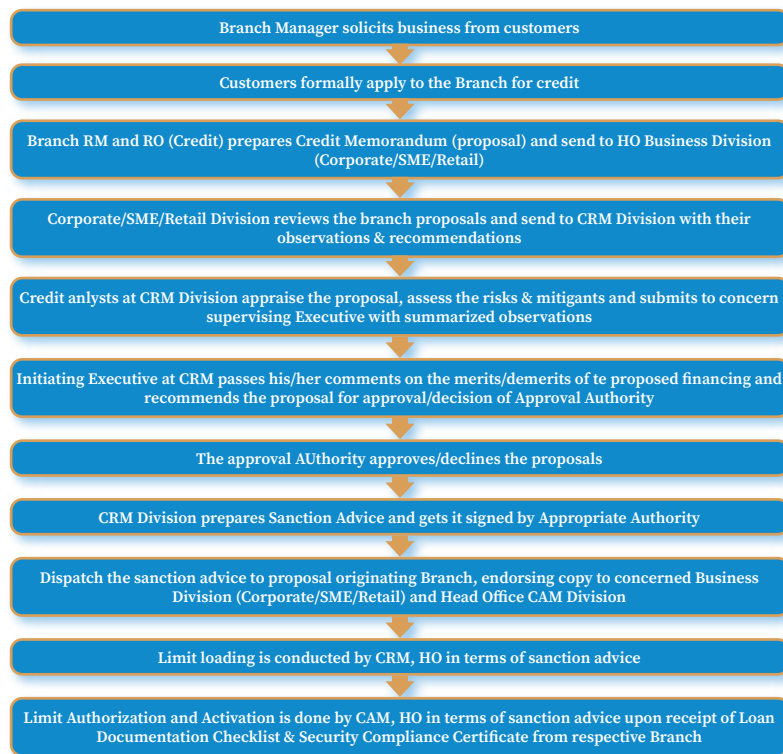 Branch Manager solicits business from customers
Customers formally apply to the Branch for credit
Branch RM and RO (Credit) prepares Credit Memorandum (proposal) and send to HO Business Division
(Corporate/SME/Retail)
Corporate/SME/Retail Division reviews the branch proposals and send to CRM Division with their
observations & recommendations
Credit anlysts at CRM Division appraise the proposal, assess the risks & mitigants and submits to concern
supervising Executive with summarized observations
Initiating Executive at CRM passes his/her comments on the merits/demerits of te proposed financing and
recommends the proposal for approval/decision of Approval Authority
The approval AUthority approves/declines the proposals
CRM Division prepares Sanction Advice and gets it signed by Appropriate Authority
Dispatch the sanction advice to proposal originating Branch, endorsing copy to concerned Business
Division (Corporate/SME/Retail) and Head Office CAM Division
Limit loading is conducted by CRM, HO in terms of sanction advice
Limit Authorization and Activation is done by CAM, HO in terms of sanction advice upon receipt of Loan
Documentation Checklist & Security Compliance Certificate from respective Branch